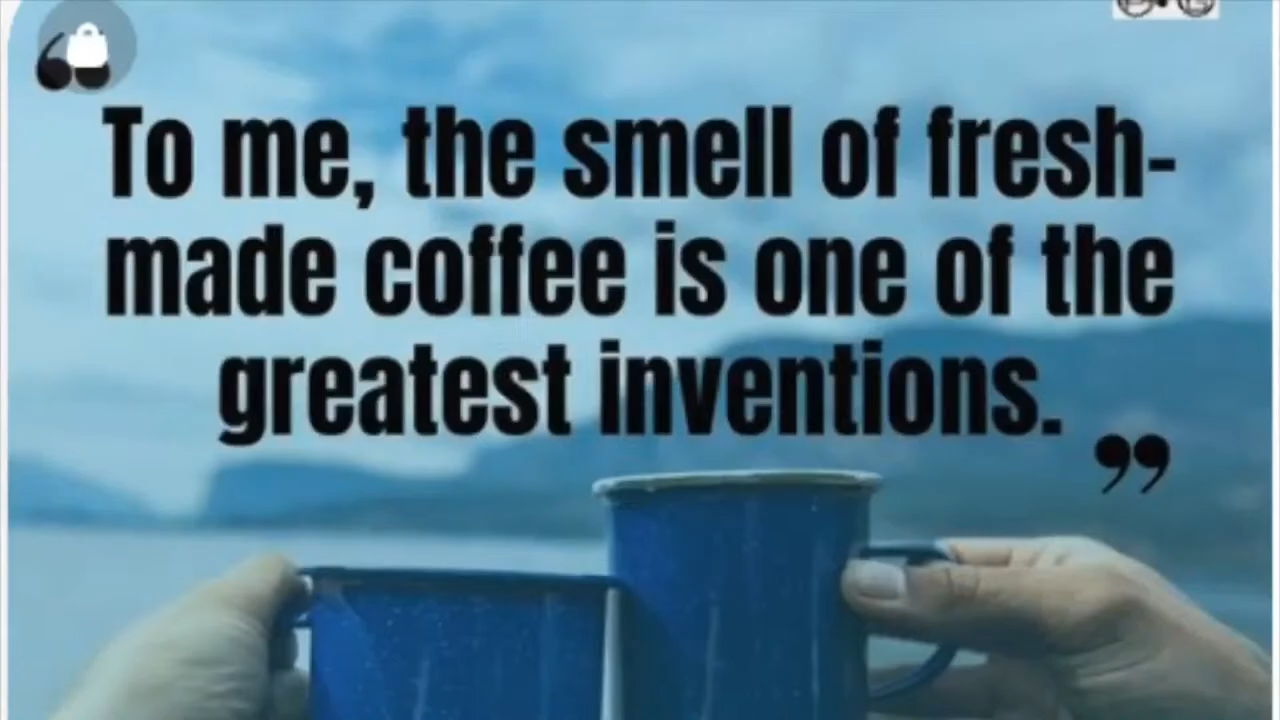 “
To me, the smell of fresh-
made coffee is one of the
greatest inventions.
”